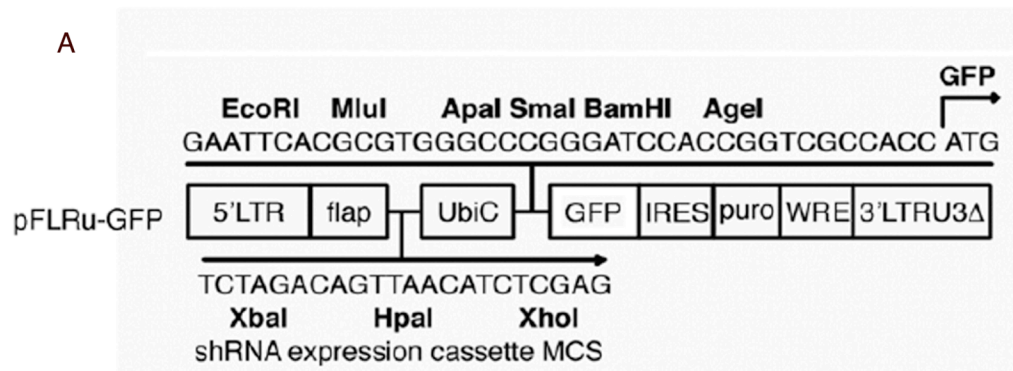 A
GFP
EcoRI MluI ApaI SmaI BamHI AgeI
GAATTCACGCGTGGGCCCGGGATCCACCGGTCGCCACC ATG
pFLRu-GFP 5'LTR flap UbiC GFP IRES puro WRE 3'LTRU3Δ
TCTAGACAGTTAACATCTCGAG
XbaI HpaI XhoI
shRNA expression cassette MCS